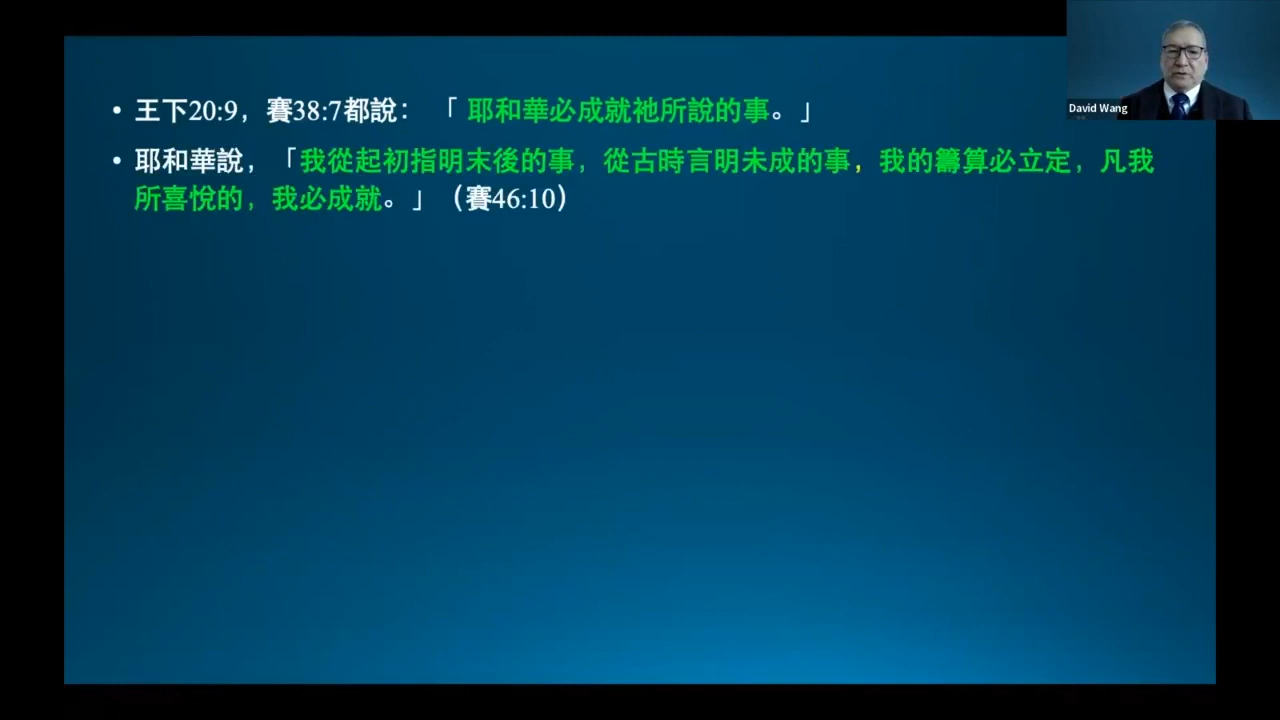 • 王下20:9，賽38:7都說：「 耶和華必成就祂所說的事。」
• 耶和華說，「我從起初指明末後的事，從古時言明未成的事，我的籌算必立定，凡我
所喜悅的，我必成就。」（賽46:10）
David Wang